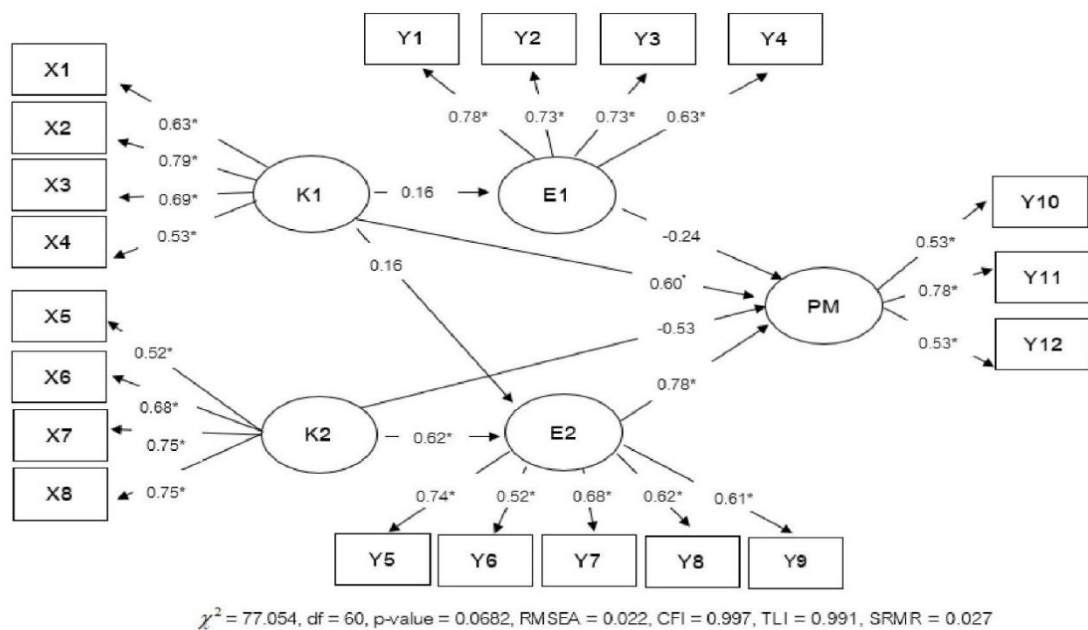 Y1
Y2
Y3
Y4
X1
X2
X3
X4
0.63*
0.79*
0.69*
0.53*
0.78*
0.73*
0.73*
0.63*
K1
0.16
E1
0.16
-0.24
0.60*
-0.53
0.78*
PM
0.53*
0.78*
0.53*
Y10
Y11
Y12
X5
X6
X7
X8
0.52*
0.68*
0.75*
0.75*
K2
0.62*
E2
0.74*
0.52*
0.68*
0.62*
0.61*
Y5
Y6
Y7
Y8
Y9
χ² = 77.054, df = 60, p-value = 0.0682, RMSEA = 0.022, CFI = 0.997, TLI = 0.991, SRMR = 0.027